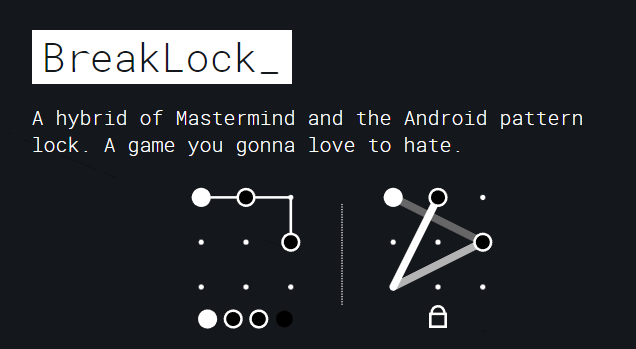 BreakLock_
A hybrid of Mastermind and the Android pattern
lock. A game you gonna love to hate.